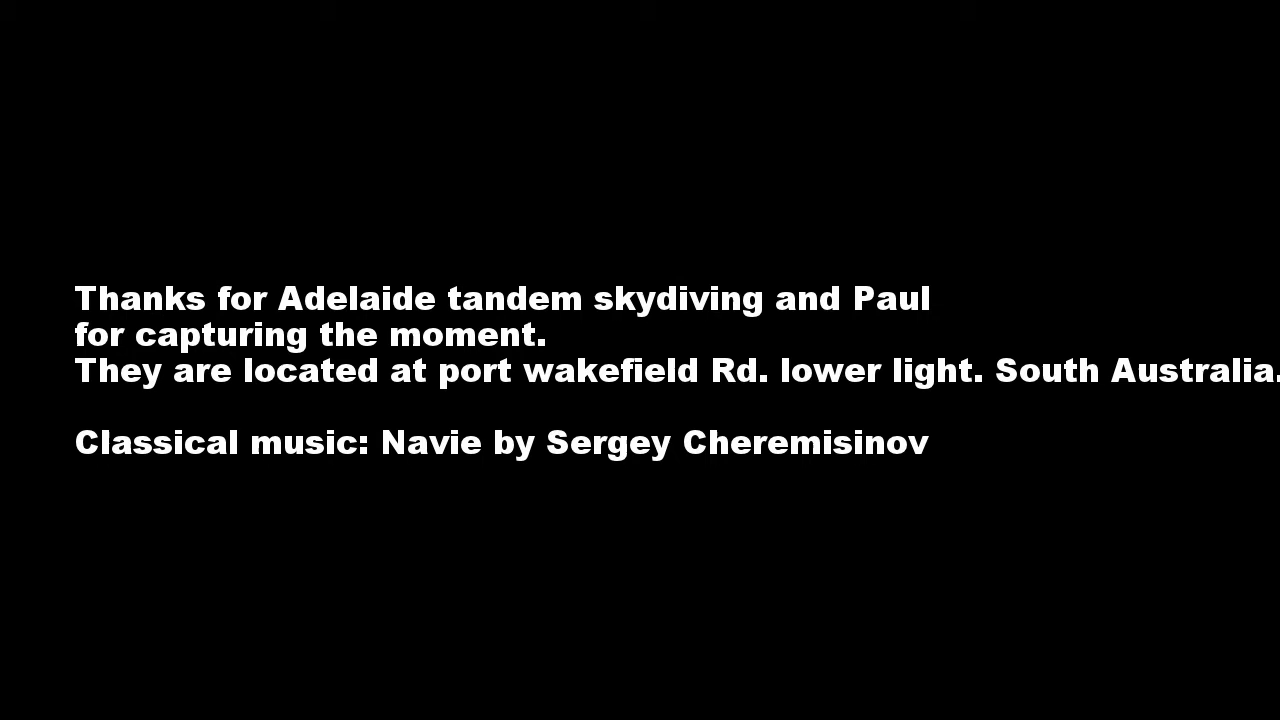 Thanks for Adelaide tandem skydiving and Paul
for capturing the moment.
They are located at port wakefield Rd. lower light. South Australia.
Classical music: Navie by Sergey Cheremisinov